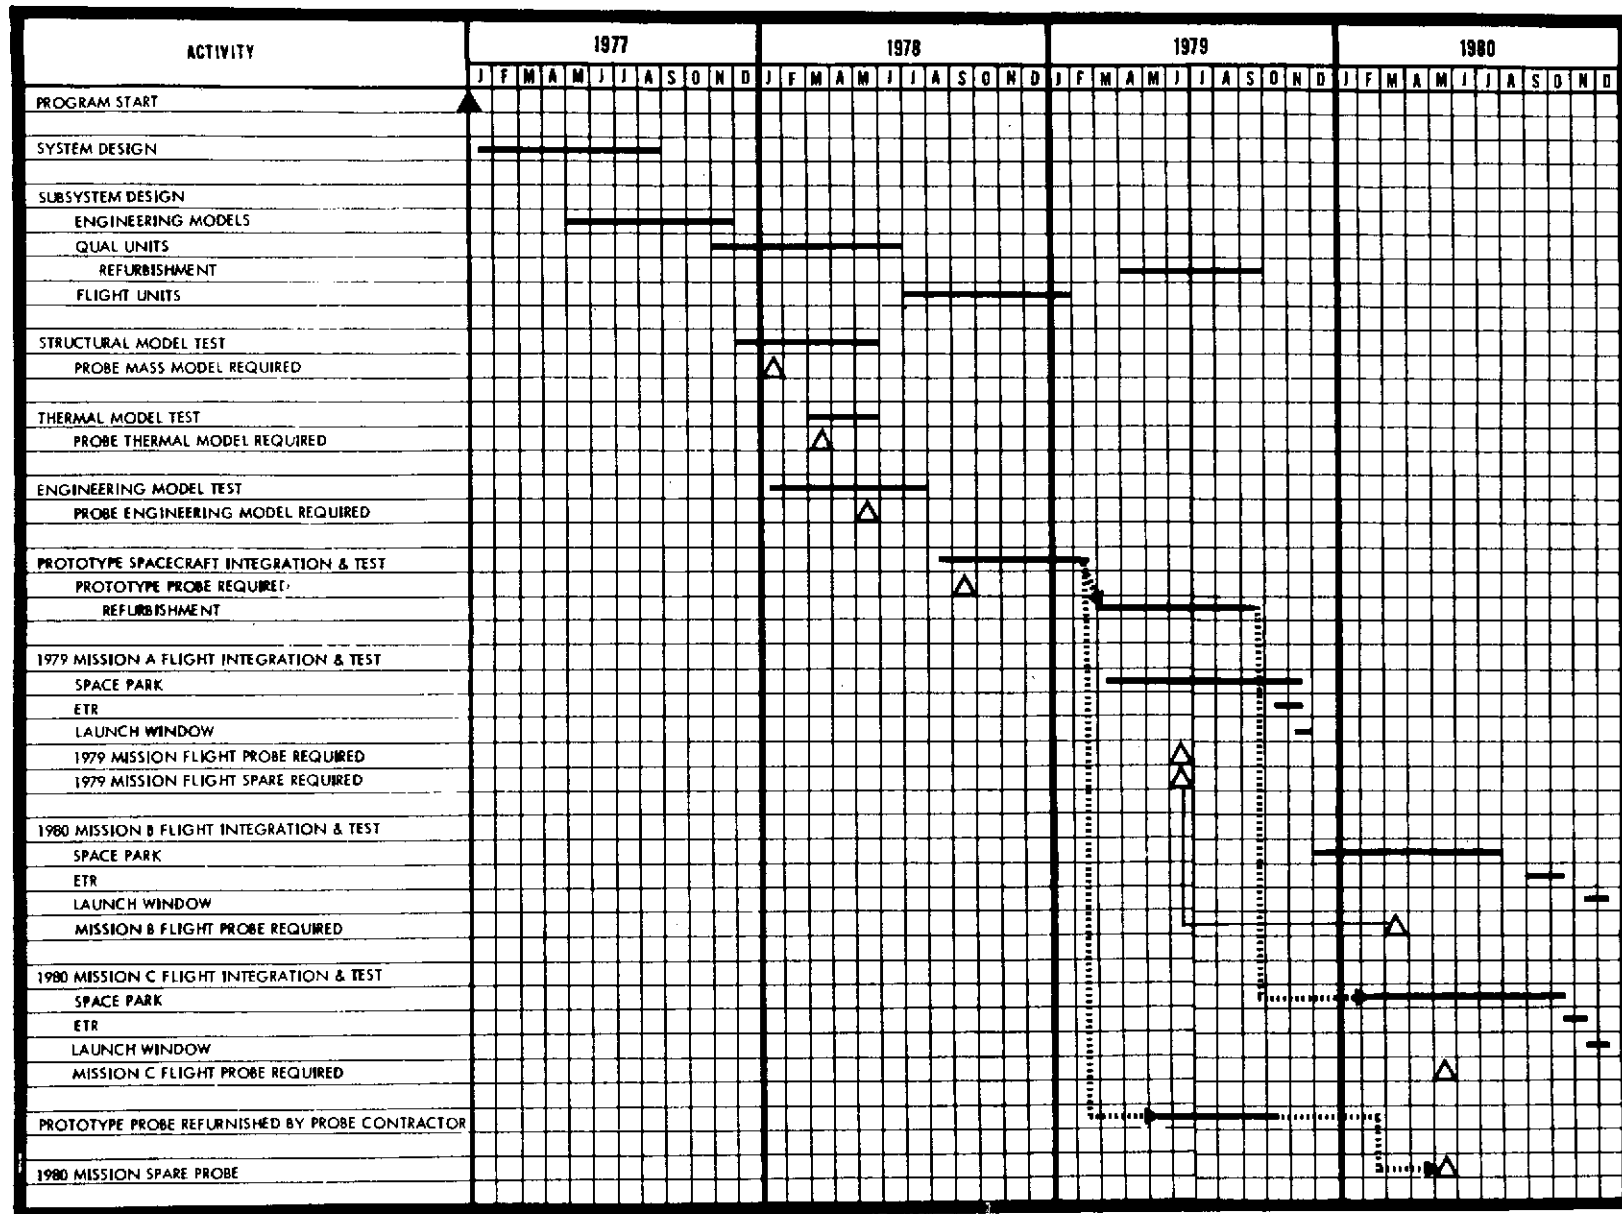 ACTIVITY 1977 1978 1979 1980
J F M A M J J A S O N D J F M A M J J A S O N D J F M A M J J A S O N D J F M A M J J A S O N D
PROGRAM START
SYSTEM DESIGN
SUBSYSTEM DESIGN
ENGINEERING MODELS
QUAL UNITS
REFURBISHMENT
FLIGHT UNITS
STRUCTURAL MODEL TEST
PROBE MASS MODEL REQUIRED
THERMAL MODEL TEST
PROBE THERMAL MODEL REQUIRED
ENGINEERING MODEL TEST
PROBE ENGINEERING MODEL REQUIRED
PROTOTYPE SPACECRAFT INTEGRATION & TEST
PROTOTYPE PROBE REQUIRED
REFURBISHMENT
1979 MISSION A FLIGHT INTEGRATION & TEST
SPACE PARK
ETR
LAUNCH WINDOW
1979 MISSION FLIGHT PROBE REQUIRED
1979 MISSION FLIGHT SPARE REQUIRED
1980 MISSION B FLIGHT INTEGRATION & TEST
SPACE PARK
ETR
LAUNCH WINDOW
MISSION B FLIGHT PROBE REQUIRED
1980 MISSION C FLIGHT INTEGRATION & TEST
SPACE PARK
ETR
LAUNCH WINDOW
MISSION C FLIGHT PROBE REQUIRED
PROTOTYPE PROBE REFURNISHED BY PROBE CONTRACTOR
1980 MISSION SPARE PROBE